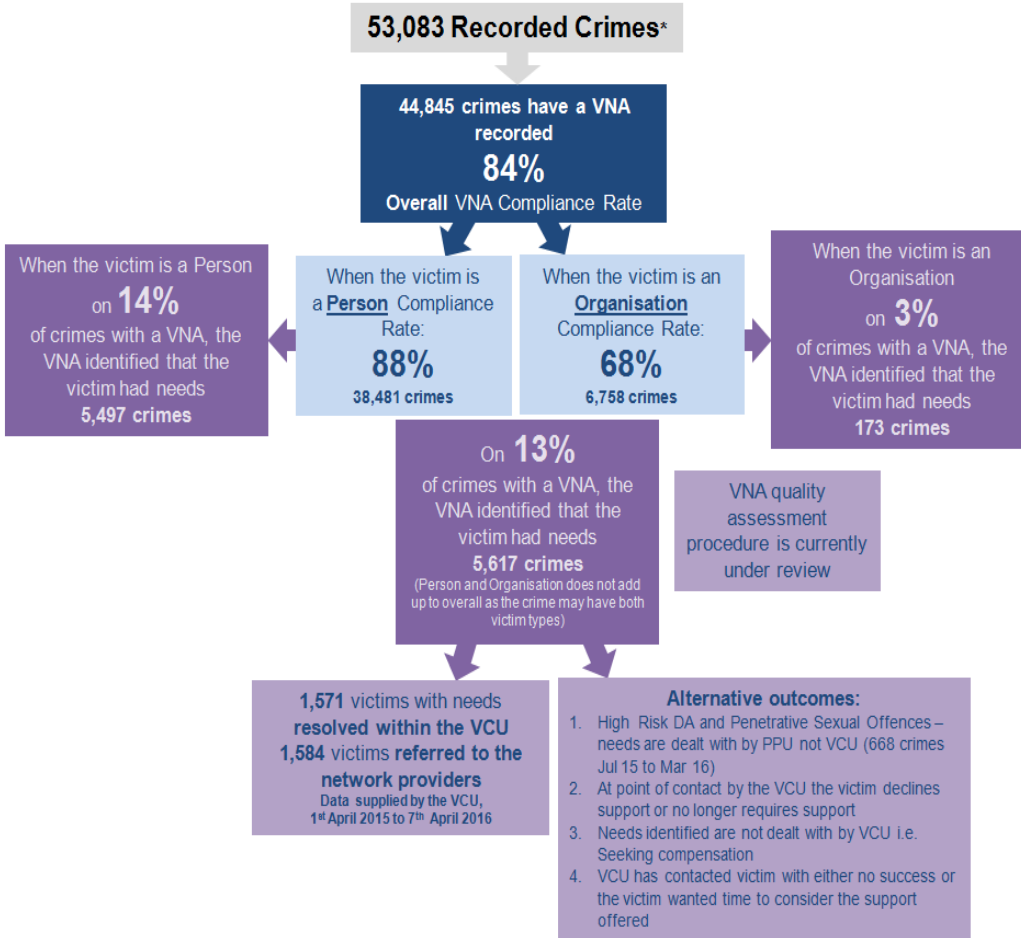 53,083 Recorded Crimes*
44,845 crimes have a VNA
recorded
84%
Overall VNA Compliance Rate
When the victim is a Person
on 14%
of crimes with a VNA, the
VNA identified that the
victim had needs
5,497 crimes
When the victim is
a Person Compliance
Rate:
88%
38,481 crimes
When the victim is an
Organisation
Compliance Rate:
68%
6,758 crimes
When the victim is an
Organisation
on 3%
of crimes with a VNA, the
VNA identified that the
victim had needs
173 crimes
On 13%
of crimes with a VNA, the
VNA identified that the
victim had needs
5,617 crimes
(Person and Organisation does not add
up to overall as the crime may have both
victim types)
VNA quality
assessment
procedure is currently
under review
1,571 victims with needs
resolved within the VCU
1,584 victims referred to the
network providers
Data supplied by the VCU,
1st April 2015 to 7th April 2016
Alternative outcomes:
1. High Risk DA and Penetrative Sexual Offences –
needs are dealt with by PPU not VCU (668 crimes
Jul 15 to Mar 16)
2. At point of contact by the VCU the victim declines
support or no longer requires support
3. Needs identified are not dealt with by VCU i.e.
Seeking compensation
4. VCU has contacted victim with either no success or
the victim wanted time to consider the support
offered